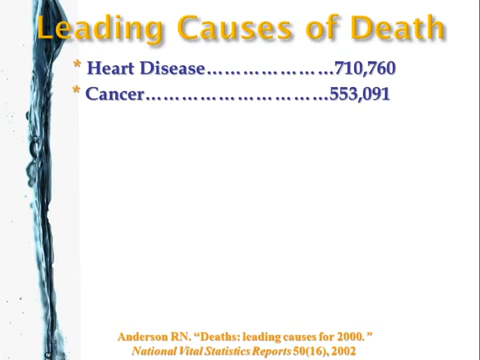 Leading Causes of Death
* Heart Disease…………………710,760
* Cancer…………………………553,091
Anderson RN. “Deaths: leading causes for 2000.”
National Vital Statistics Reports 50(16), 2002